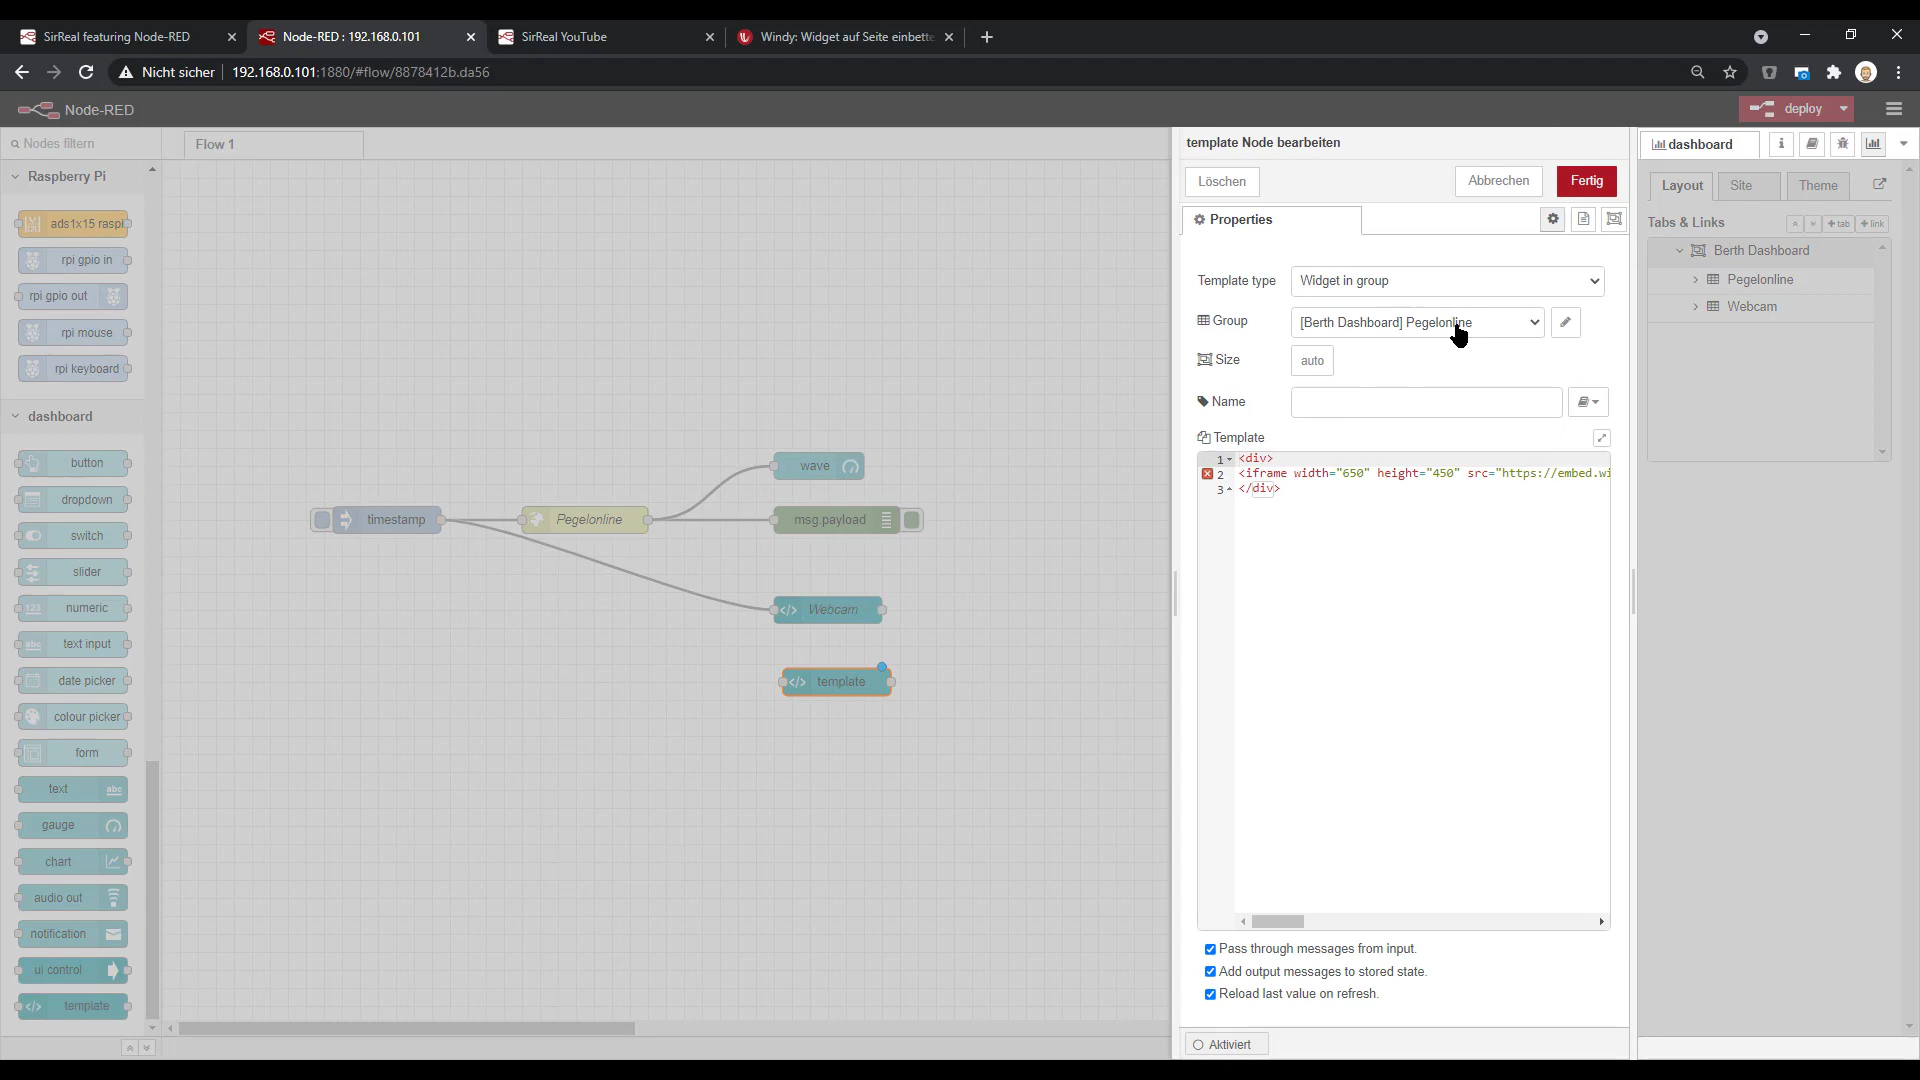 SirReal featuring Node-RED
Node-RED : 192.168.0.101
SirReal YouTube
Windy: Widget auf Seite einbette
Nicht sicher
192.168.0.101:1880/#flow/8878412b.da56
Node-RED
deploy
Nodes filtern
Flow 1
Raspberry Pi
ads1x15 raspi
rpi gpio in
rpi gpio out
rpi mouse
rpi keyboard
dashboard
button
dropdown
switch
slider
123 numeric
abc text input
date picker
colour picker
form
text abc
gauge
chart
audio out
notification
ui control
template
timestamp
Pegelonline
wave
msg.payload
Webcam
template
template Node bearbeiten
Löschen
Abbrechen
Fertig
Properties
Template type
Widget in group
Group
[Berth Dashboard] Pegelonline
Size
auto
Name
Template
1 <div>
2 <iframe width="650" height="450" src="https://embed.wi
3 </div>
Pass through messages from input.
Add output messages to stored state.
Reload last value on refresh.
Aktiviert
dashboard
Layout
Site
Theme
Tabs & Links
+ tab
+ link
Berth Dashboard
Pegelonline
Webcam